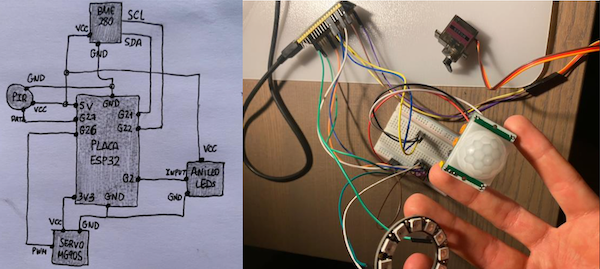 BME
280
SCL
SDA
VCC
GND
GND
PIR
VCC
DATA
5V
GND
G27
G26
G21
G22
PLACA
ESP32
G2
3V3
GND
VCC
INPUT
ANILLO
LEDs
GND
VCC
GND
PWM
SERVO
MG90S